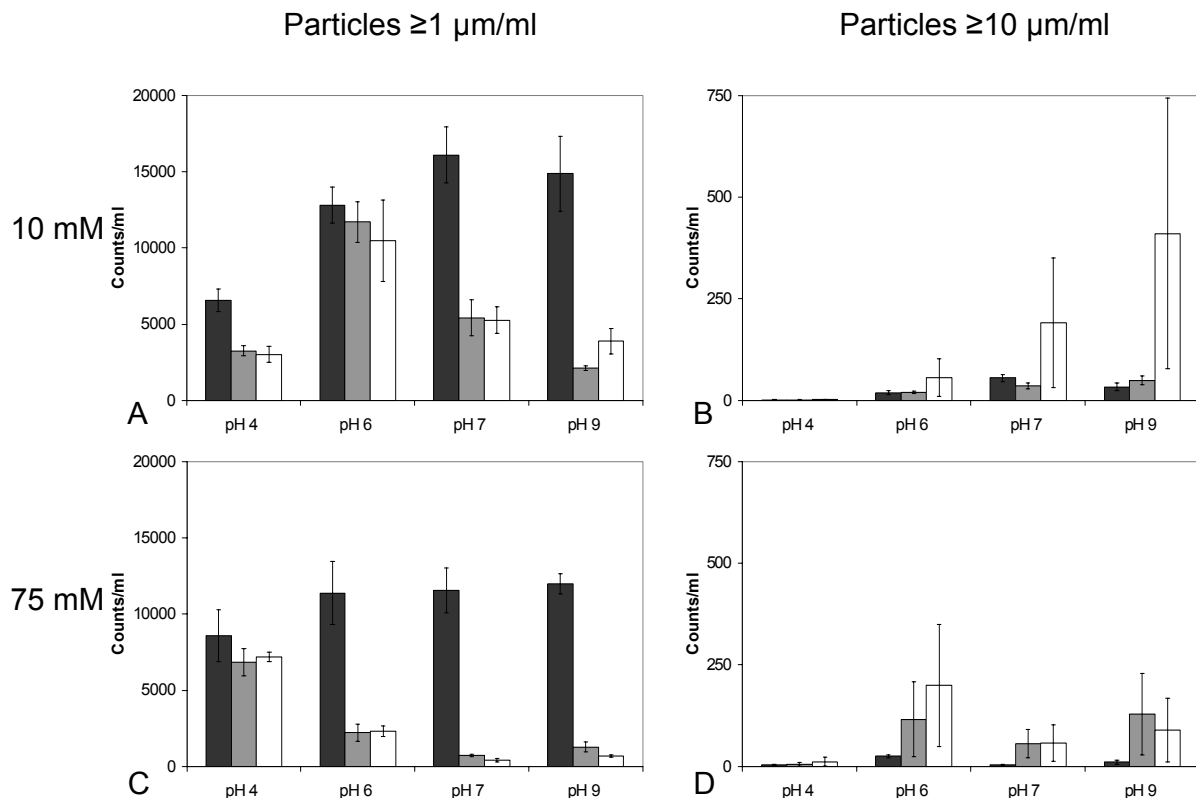 Particles ≥1 µm/ml
Particles ≥10 µm/ml
10 mM
Counts/ml
20000
15000
10000
5000
0
A
pH 4
pH 6
pH 7
pH 9
Counts/ml
750
500
250
0
B
pH 4
pH 6
pH 7
pH 9
75 mM
Counts/ml
20000
15000
10000
5000
0
C
pH 4
pH 6
pH 7
pH 9
Counts/ml
750
500
250
0
D
pH 4
pH 6
pH 7
pH 9